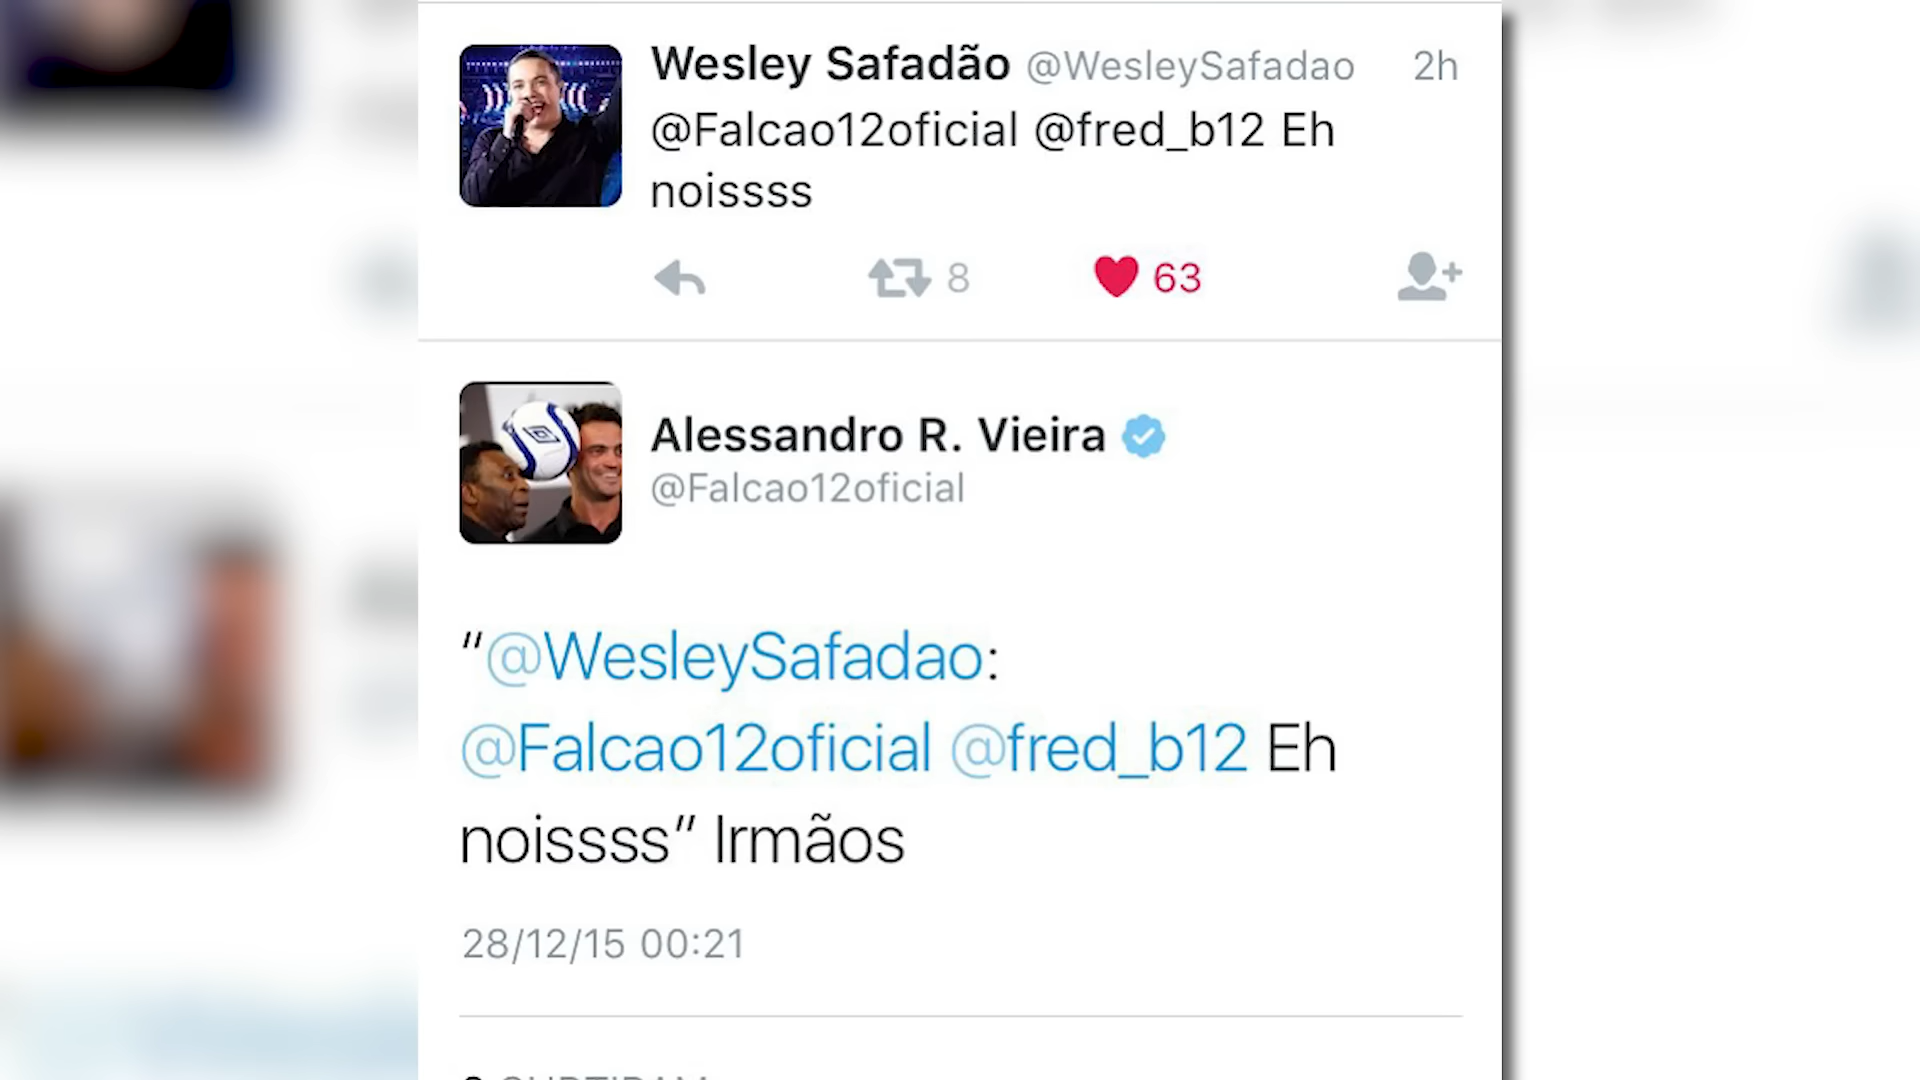 Wesley Safadão @WesleySafadao 2h
@Falcao12oficial @fred_b12 Eh
noissss
8 63
Alessandro R. Vieira
@Falcao12oficial
“@WesleySafadao:
@Falcao12oficial @fred_b12 Eh
noissss” Irmãos
28/12/15 00:21